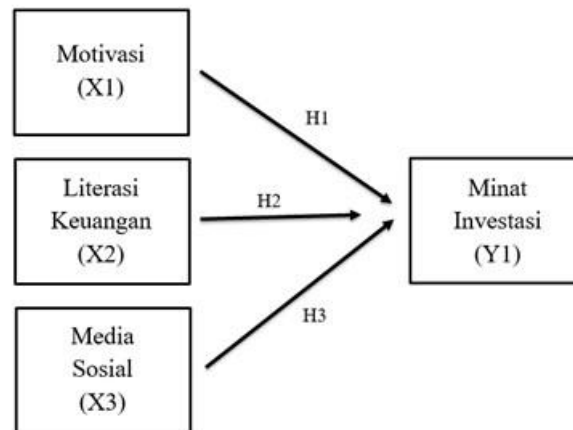 Motivasi
(X1)
H1
Literasi
Keuangan
(X2)
H2
Minat
Investasi
(Y1)
H3
Media
Sosial
(X3)